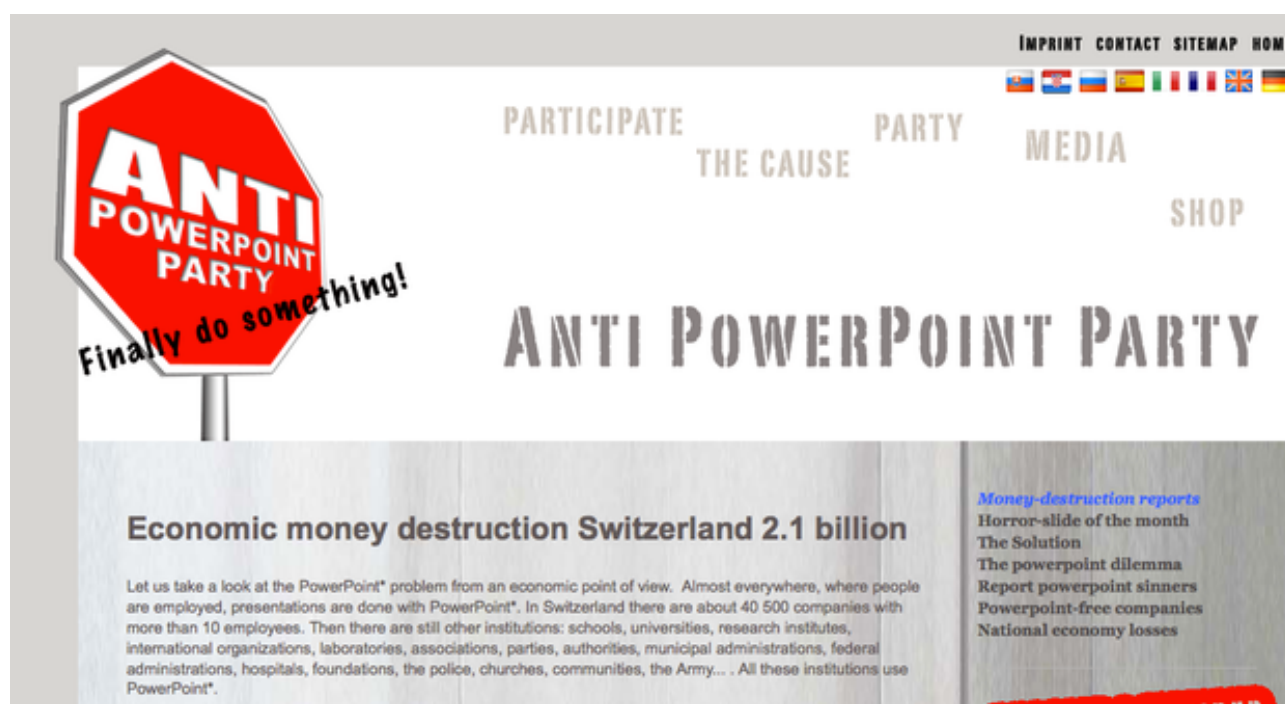 IMPRINT CONTACT SITEMAP HOM
PARTICIPATE
THE CAUSE
PARTY
MEDIA
SHOP
ANTI
POWERPOINT
PARTY
Finally do something!
ANTI POWERPOINT PARTY
Economic money destruction Switzerland 2.1 billion
Let us take a look at the PowerPoint* problem from an economic point of view. Almost everywhere, where people
are employed, presentations are done with PowerPoint*. In Switzerland there are about 40 500 companies with
more than 10 employees. Then there are still other institutions: schools, universities, research institutes,
international organizations, laboratories, associations, parties, authorities, municipal administrations, federal
administrations, hospitals, foundations, the police, churches, communities, the Army... . All these institutions use
PowerPoint*.
Money-destruction reports
Horror-slide of the month
The Solution
The powerpoint dilemma
Report powerpoint sinners
Powerpoint-free companies
National economy losses